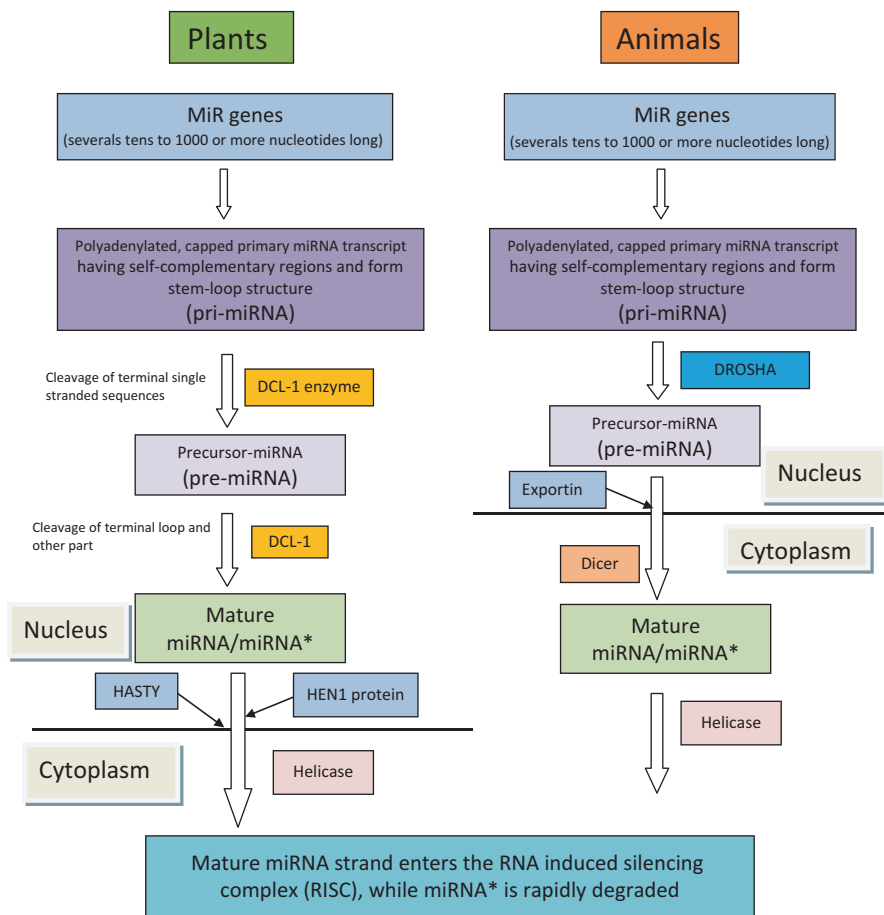 Plants
MiR genes
(severals tens to 1000 or more nucleotides long)
Polyadenylated, capped primary miRNA transcript
having self-complementary regions and form
stem-loop structure
(pri-miRNA)
Cleavage of terminal single
stranded sequences
DCL-1 enzyme
Precursor-miRNA
(pre-miRNA)
Cleavage of terminal loop and
other part
DCL-1
Nucleus
Mature
miRNA/miRNA*
HASTY
HEN1 protein
Cytoplasm
Helicase
Animals
MiR genes
(severals tens to 1000 or more nucleotides long)
Polyadenylated, capped primary miRNA transcript
having self-complementary regions and form
stem-loop structure
(pri-miRNA)
DROSHA
Precursor-miRNA
(pre-miRNA)
Nucleus
Exportin
Cytoplasm
Dicer
Mature
miRNA/miRNA*
Helicase
Mature miRNA strand enters the RNA induced silencing
complex (RISC), while miRNA* is rapidly degraded